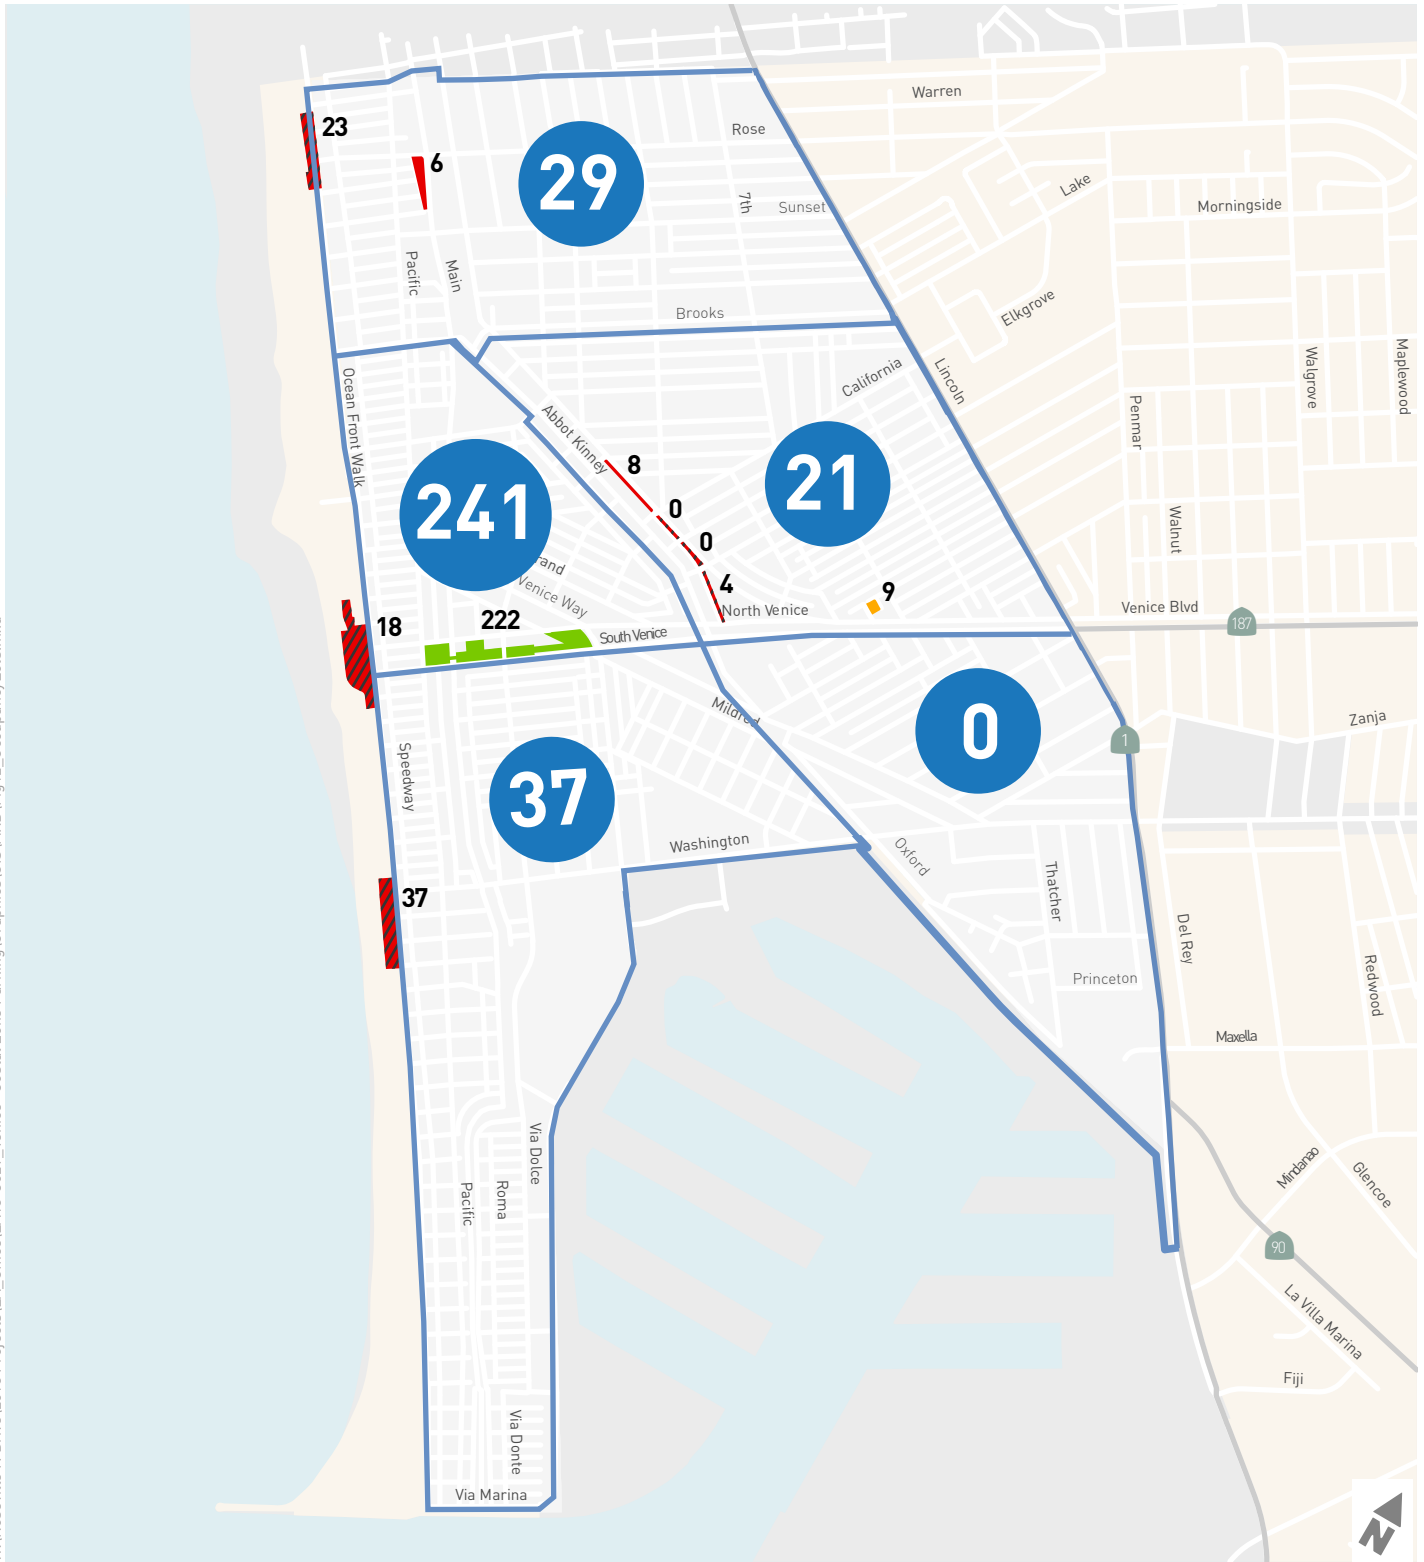 Warren
23
Rose
6
29
Lake
7th
Sunset
Morningside
Pacific
Main
Elkgrove
Brooks
Ocean Front Walk
California
Lincoln
Walgrove
Maplewood
Abbot Kinney
Penmar
8
21
241
0
Walnut
0
rand
Venice Way
4
9
North Venice
Venice Blvd
187
18
222
South Venice
Mildred
0
Zanja
1
Speedway
37
Washington
Oxford
Thatcher
37
Del Rey
Princeton
Redwood
Maxella
Via Dolce
Mindanao
Glencoe
Pacific
Roma
90
La Villa Marina
Fiji
Via Donte
Via Marina
N